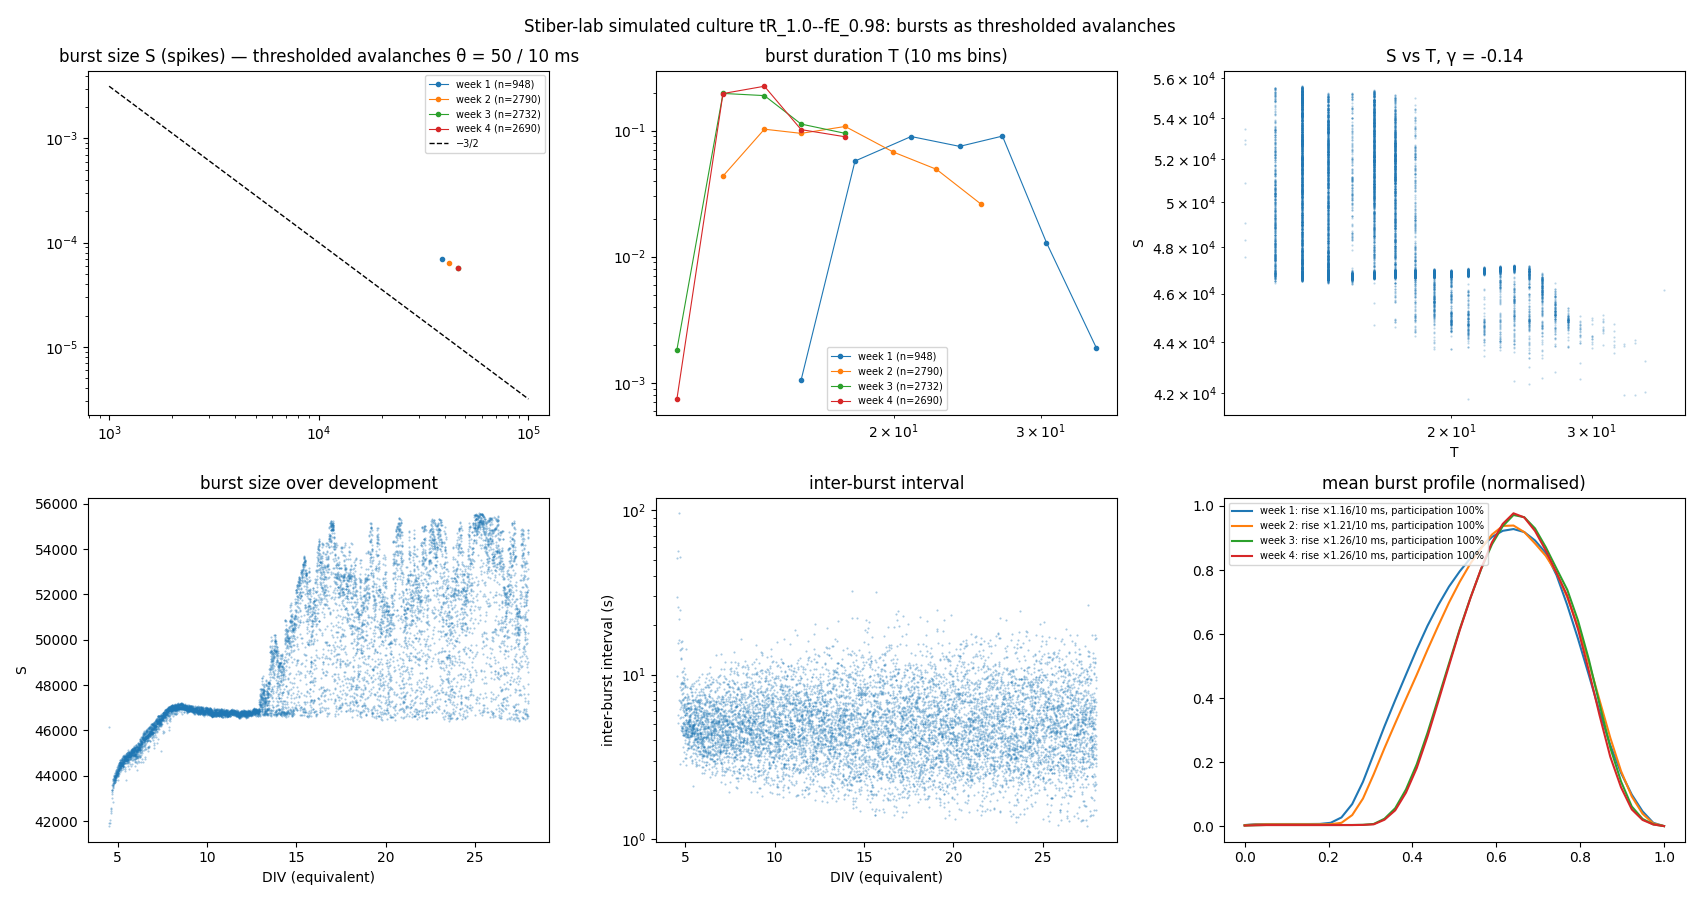 Stiber-lab simulated culture tR_1.0--fE_0.98: bursts as thresholded avalanches
burst size S (spikes) — thresholded avalanches θ = 50 / 10 ms
week 1 (n=948)
week 2 (n=2790)
week 3 (n=2732)
week 4 (n=2690)
−3/2
10⁻³
10⁻⁴
10⁻⁵
10³ 10⁴ 10⁵
burst duration T (10 ms bins)
10⁻¹
10⁻²
10⁻³
week 1 (n=948)
week 2 (n=2790)
week 3 (n=2732)
week 4 (n=2690)
2 × 10¹ 3 × 10¹
S vs T, γ = -0.14
S
5.6 × 10⁴
5.4 × 10⁴
5.2 × 10⁴
5 × 10⁴
4.8 × 10⁴
4.6 × 10⁴
4.4 × 10⁴
4.2 × 10⁴
2 × 10¹ 3 × 10¹
T
burst size over development
S
56000
54000
52000
50000
48000
46000
44000
42000
5 10 15 20 25
DIV (equivalent)
inter-burst interval
inter-burst interval (s)
10²
10¹
10⁰
5 10 15 20 25
DIV (equivalent)
mean burst profile (normalised)
week 1: rise ×1.16/10 ms, participation 100%
week 2: rise ×1.21/10 ms, participation 100%
week 3: rise ×1.26/10 ms, participation 100%
week 4: rise ×1.26/10 ms, participation 100%
1.0
0.8
0.6
0.4
0.2
0.0
0.0 0.2 0.4 0.6 0.8 1.0